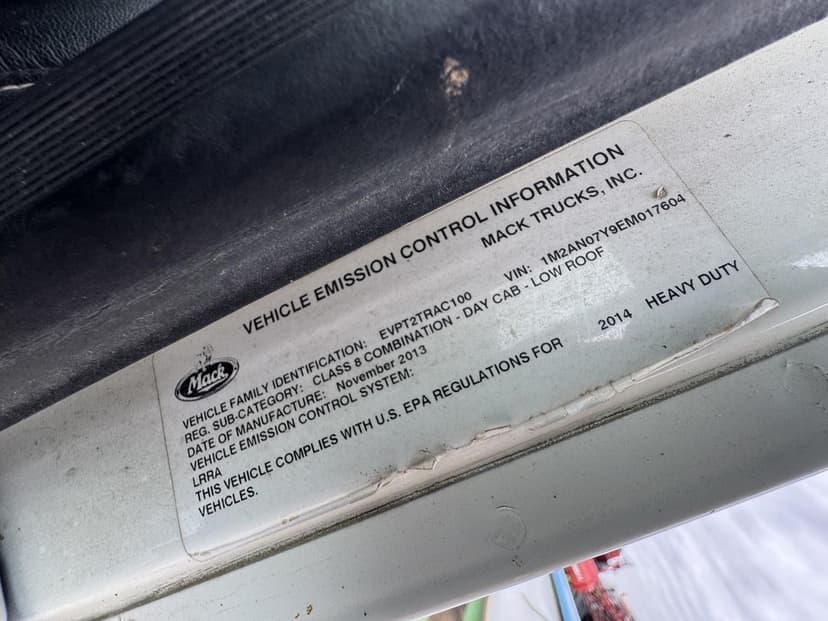 VEHICLE EMISSION CONTROL INFORMATION
MACK TRUCKS, INC.
Mack
VEHICLE FAMILY IDENTIFICATION: EVPT2TRAC100 VIN: 1M2AN07Y9EM017604
REG. SUB-CATEGORY: CLASS 8 COMBINATION - DAY CAB - LOW ROOF
DATE OF MANUFACTURE: November 2013
VEHICLE EMISSION CONTROL SYSTEM:
LRRA
THIS VEHICLE COMPLIES WITH U.S. EPA REGULATIONS FOR 2014 HEAVY DUTY
VEHICLES.